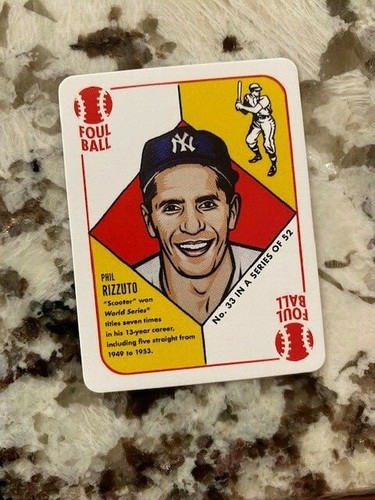 FOUL
BALL
NY
PHIL
RIZZUTO
"Scooter" won
World Series®
titles seven times
in his 13-year career,
including five straight from
1949 to 1953.
No. 33 IN A SERIES OF 52
FOUL
BALL